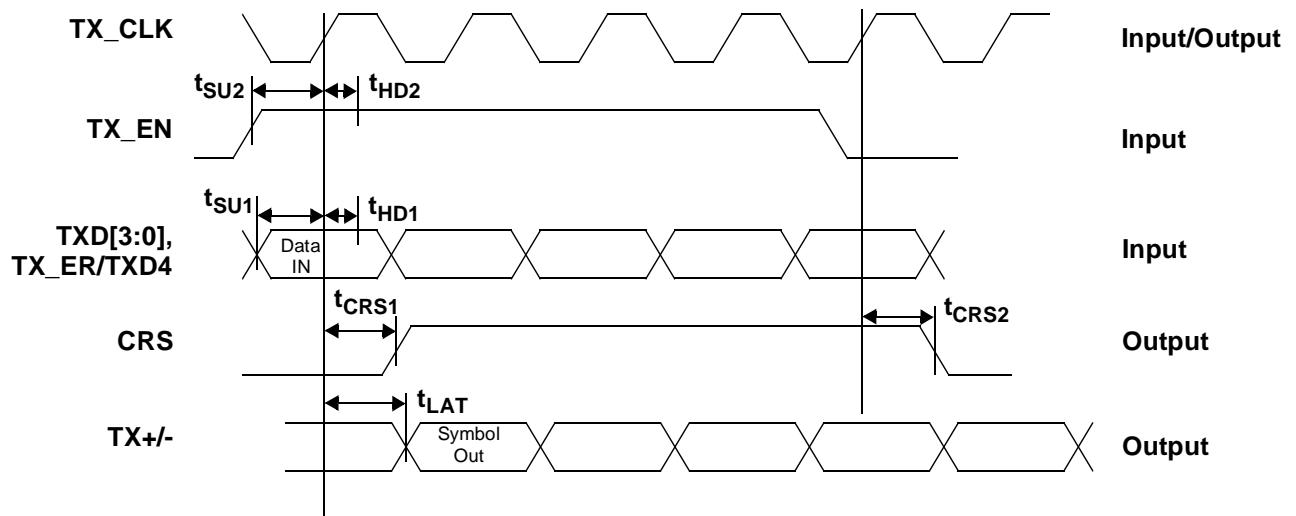 TX_CLK
Input/Output
tSU2
tHD2
TX_EN
Input
tSU1
tHD1
TXD[3:0],
TX_ER/TXD4
Data
IN
Input
tCRS1
tCRS2
CRS
Output
tLAT
TX+/-
Symbol
Out
Output